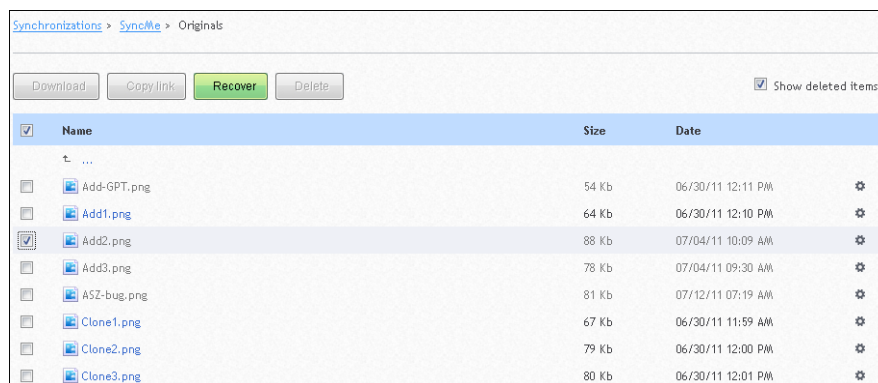 Synchronizations > SyncMe > Originals
Download Copy link Recover Delete Show deleted items
Name Size Date
...
Add-GPT.png 54 Kb 06/30/11 12:11 PM
Add1.png 64 Kb 06/30/11 12:10 PM
Add2.png 88 Kb 07/04/11 10:09 AM
Add3.png 78 Kb 07/04/11 09:30 AM
ASZ-bug.png 81 Kb 07/12/11 07:19 AM
Clone1.png 67 Kb 06/30/11 11:59 AM
Clone2.png 79 Kb 06/30/11 12:00 PM
Clone3.png 80 Kb 06/30/11 12:01 PM